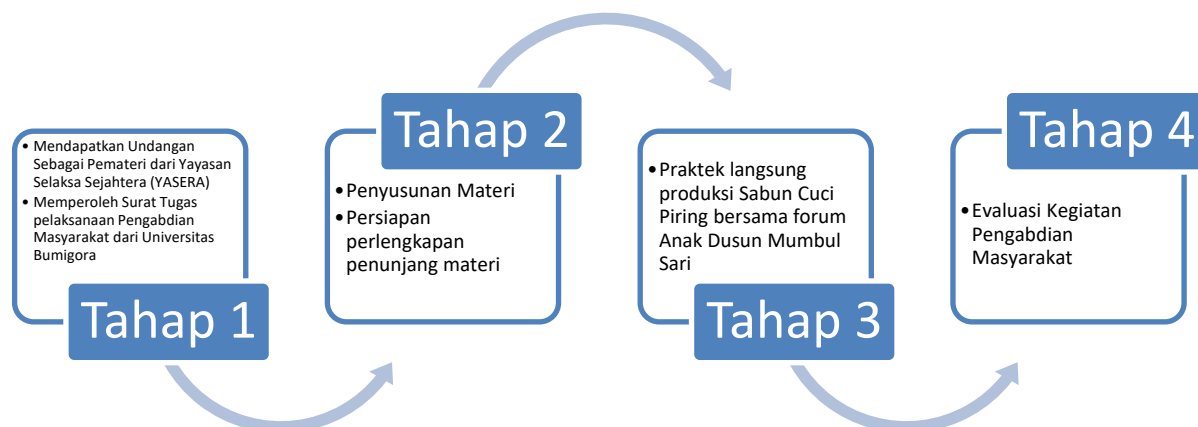 • Mendapatkan Undangan
Sebagai Pemateri dari Yayasan
Selaksa Sejahtera (YASERA)
• Memperoleh Surat Tugas
pelaksanaan Pengabdian
Masyarakat dari Universitas
Bumigora
Tahap 1
Tahap 2
• Penyusunan Materi
• Persiapan
perlengkapan
penunjang materi
• Praktek langsung
produksi Sabun Cuci
Piring bersama forum
Anak Dusun Mumbul
Sari
Tahap 3
Tahap 4
• Evaluasi Kegiatan
Pengabdian
Masyarakat